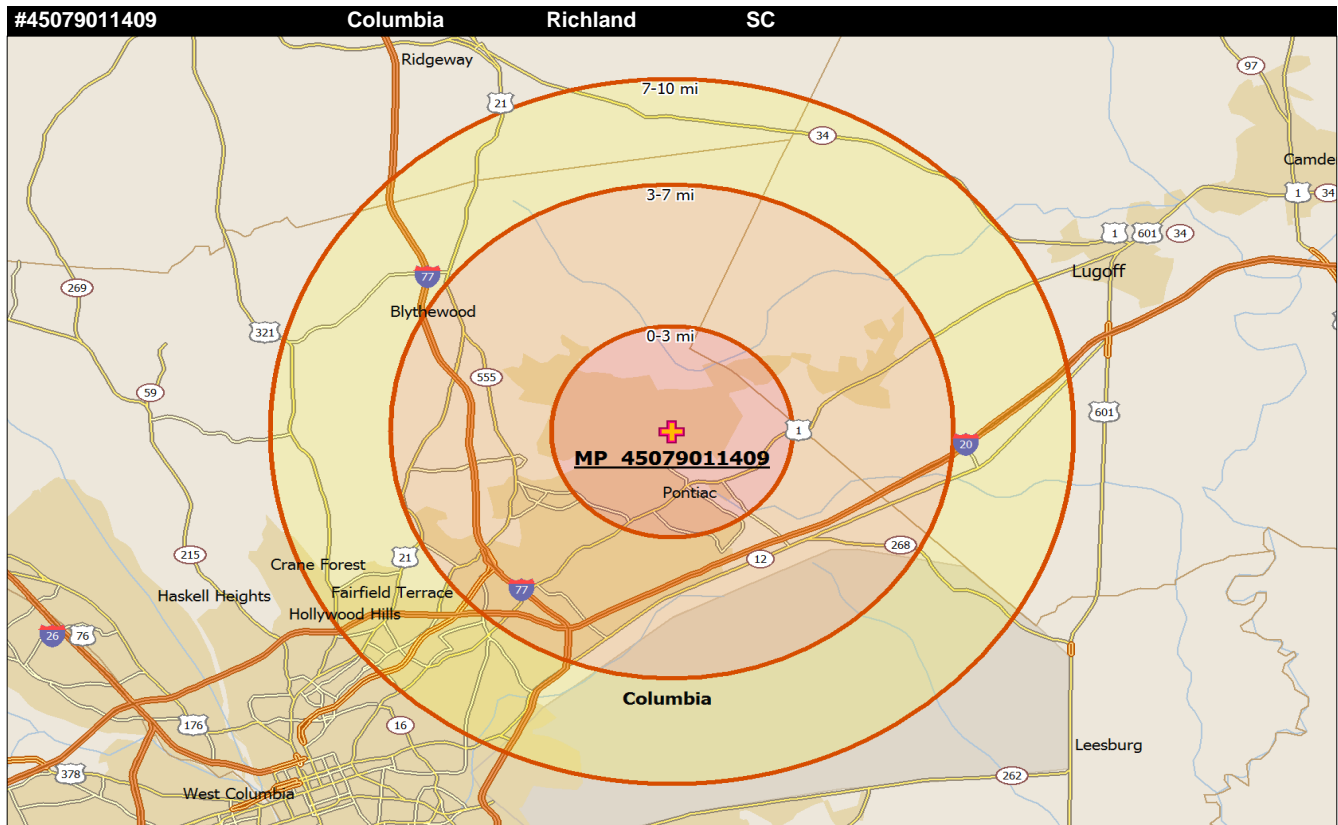 #45079011409 Columbia Richland SC
Ridgeway
97
7-10 mi
21
34
Camde
1
34
3-7 mi
1
601
34
Lugoff
77
269
321
Blythewood
0-3 mi
555
59
601
1
20
MP 45079011409
Pontiac
215
21
12
268
Crane Forest
Haskell Heights
Fairfield Terrace
77
Hollywood Hills
26
76
Columbia
176
16
Leesburg
378
262
West Columbia